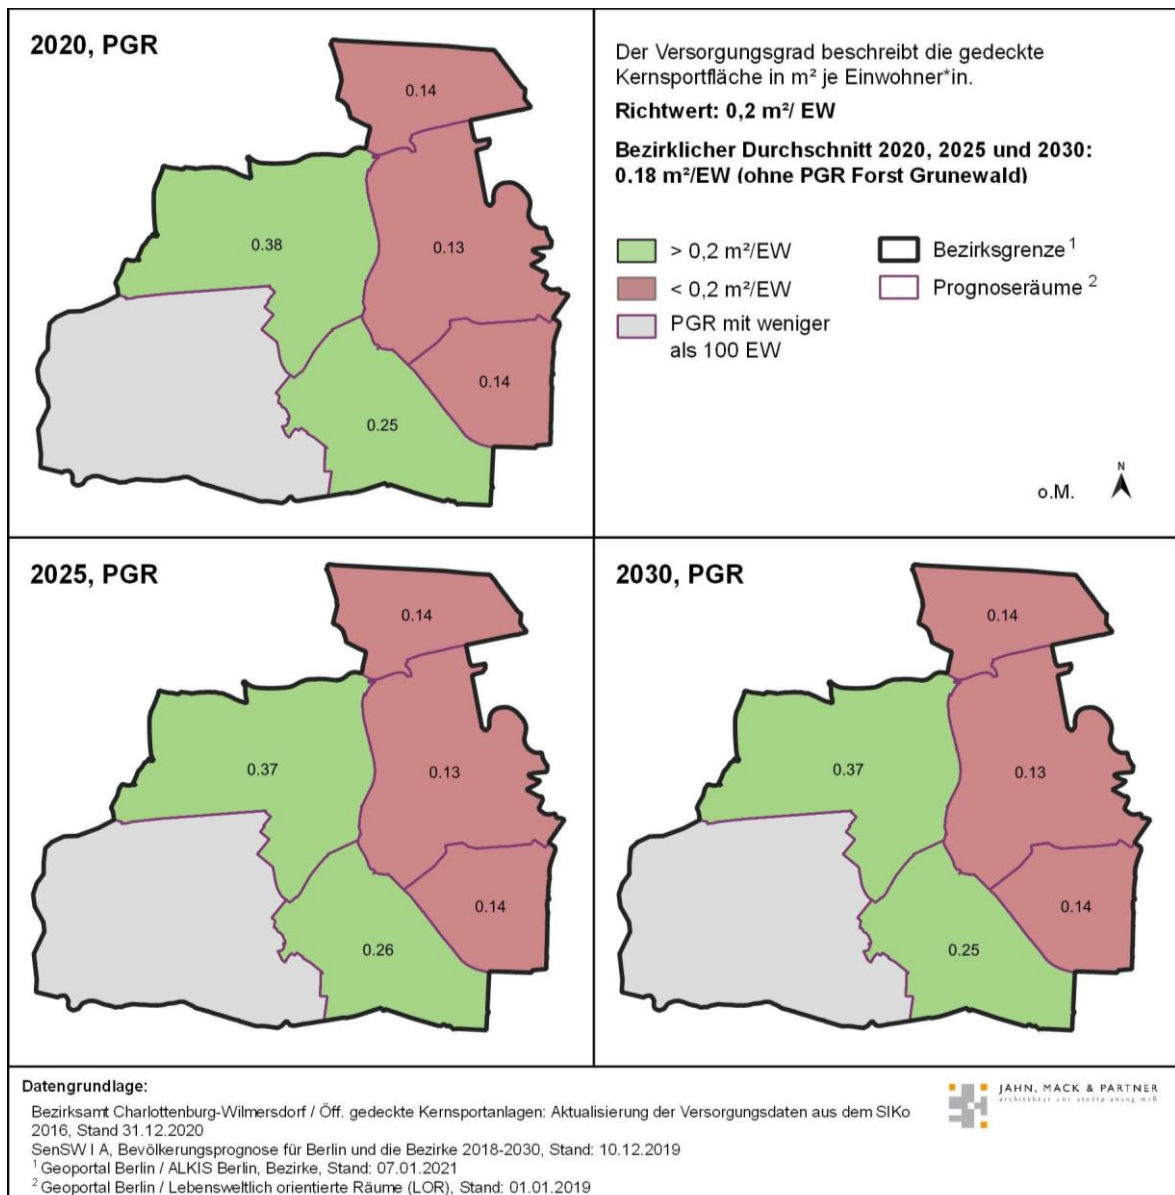 2020, PGR
0.14
0.38
0.13
0.14
0.25
Der Versorgungsgrad beschreibt die gedeckte
Kernsportfläche in m² je Einwohner*in.
Richtwert: 0,2 m²/ EW
Bezirklicher Durchschnitt 2020, 2025 und 2030:
0,18 m²/EW (ohne PGR Forst Grunewald)
> 0,2 m²/EW
< 0,2 m²/EW
PGR mit weniger
als 100 EW
Bezirksgrenze ¹
Prognoseräume ²
o.M.
N
2025, PGR
0.14
0.37
0.13
0.14
0.26
2030, PGR
0.14
0.37
0.13
0.14
0.25
Datengrundlage:
Bezirksamt Charlottenburg-Wilmersdorf / Öff. gedeckte Kernsportanlagen: Aktualisierung der Versorgungsdaten aus dem SIKo
2016, Stand 31.12.2020
SenSW I A, Bevölkerungsprognose für Berlin und die Bezirke 2018-2030, Stand: 10.12.2019
¹ Geoportal Berlin / ALKIS Berlin, Bezirke, Stand: 07.01.2021
² Geoportal Berlin / Lebensweltlich orientierte Räume (LOR), Stand: 01.01.2019
JAHN, MACK & PARTNER
architektur und stadtplanung mbB